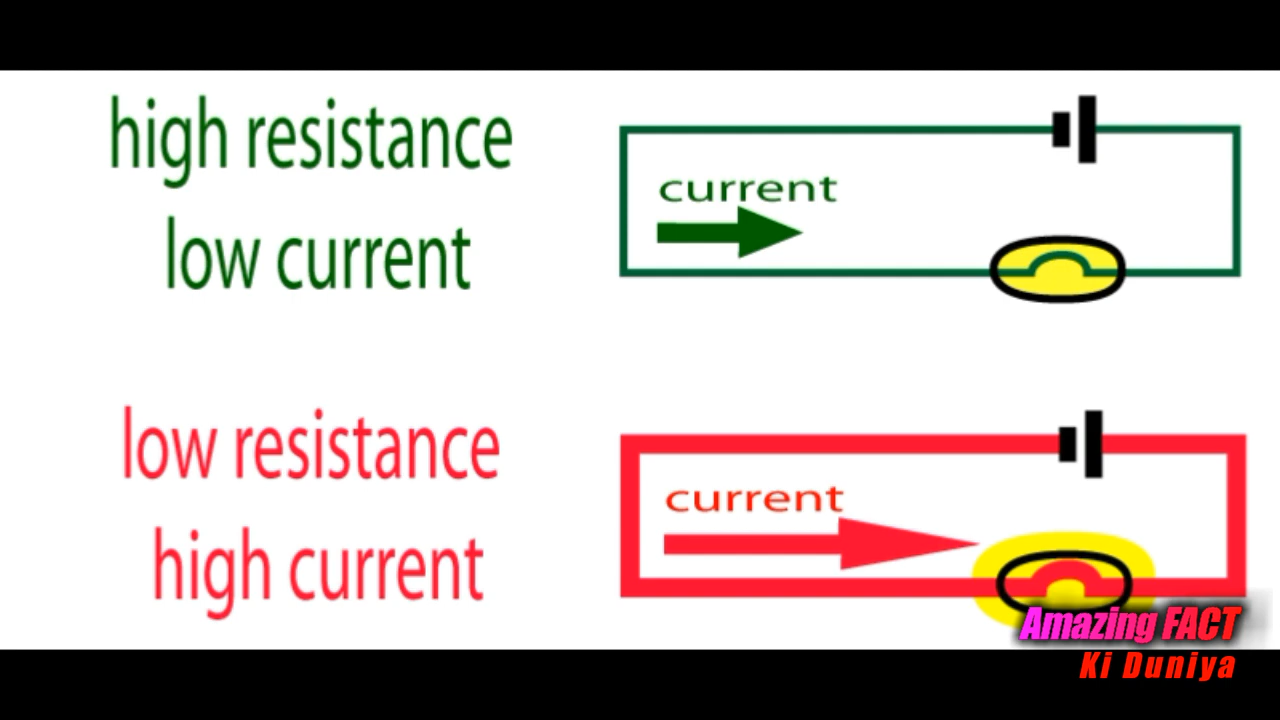 high resistance
low current
current
low resistance
high current
current
Amazing FACT
Ki Duniya